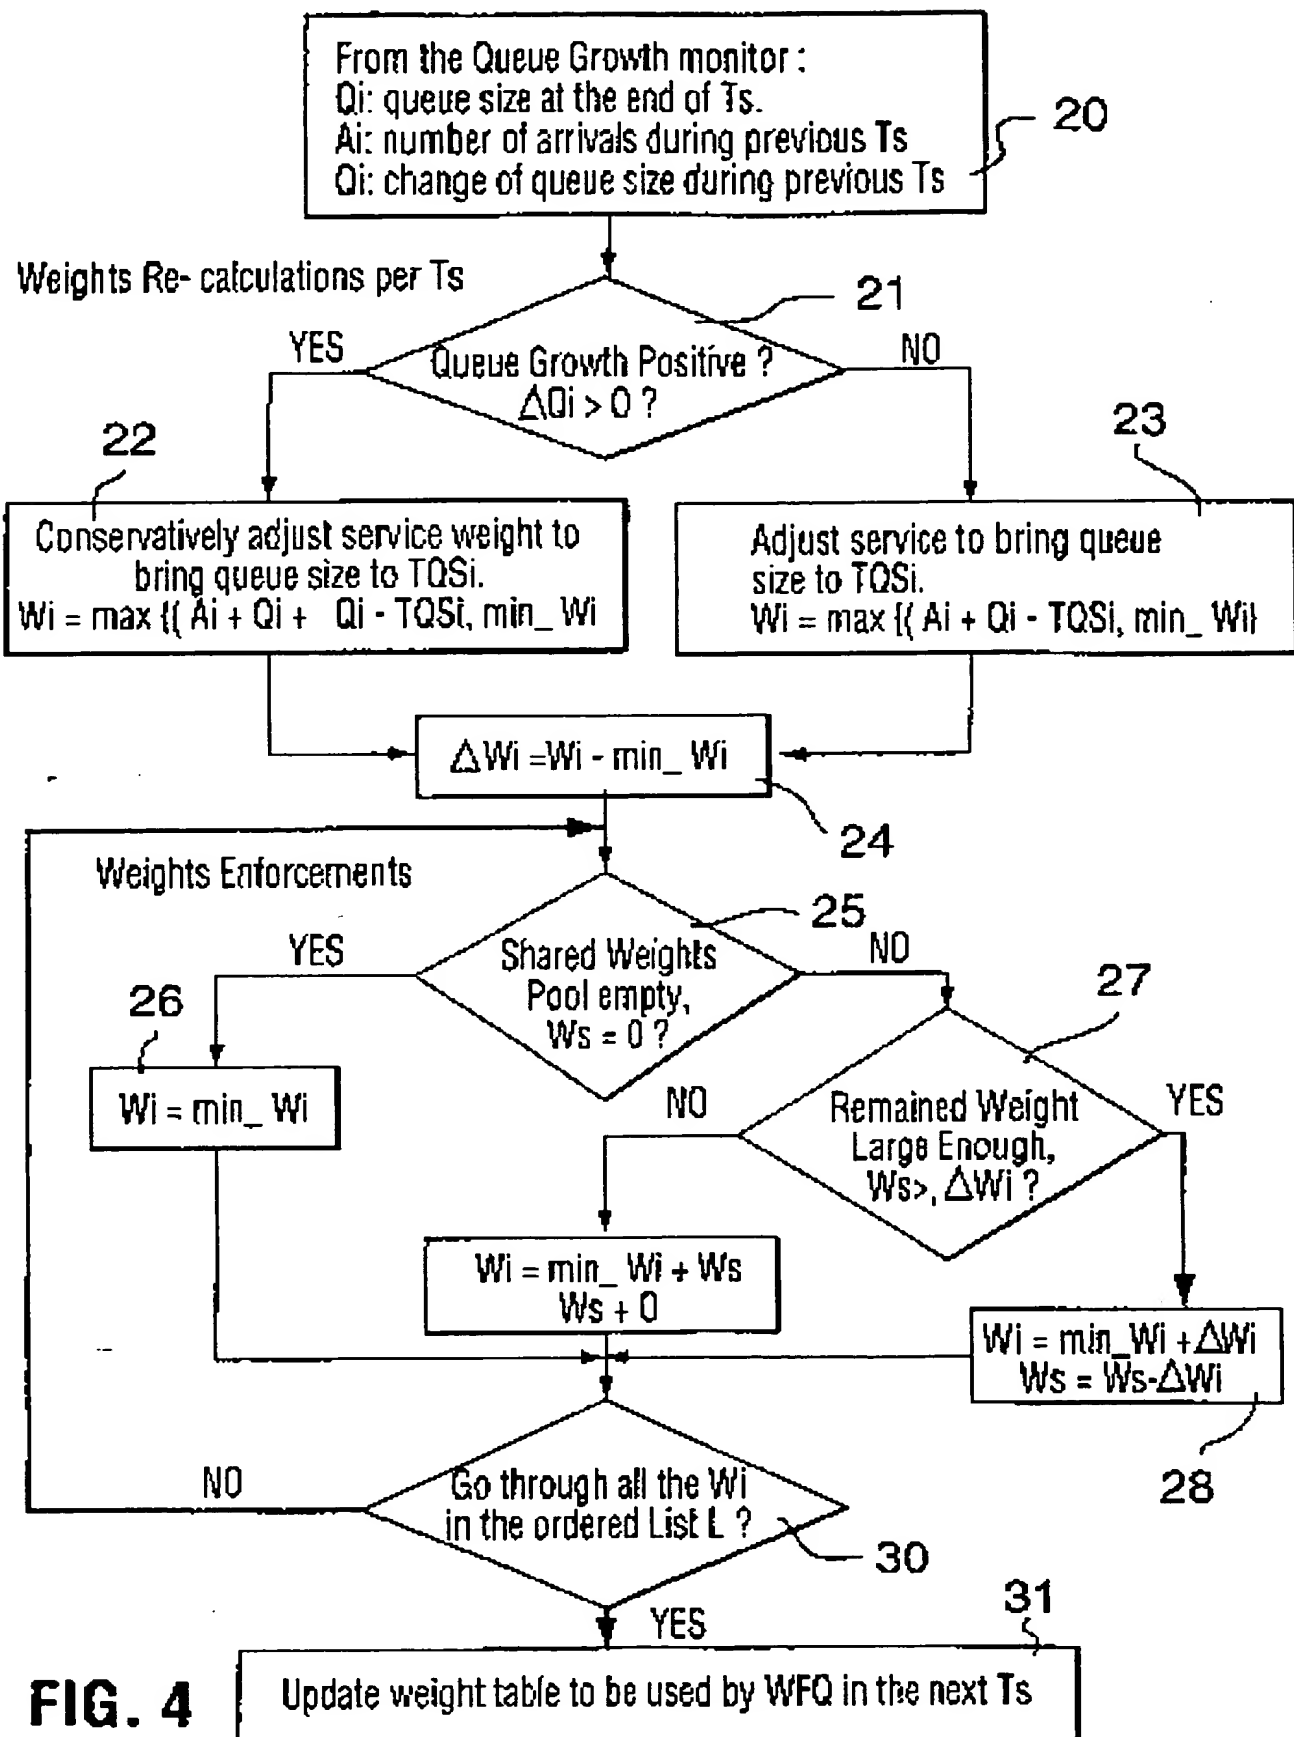 From the Queue Growth monitor :
Qi: queue size at the end of Ts.
Ai: number of arrivals during previous Ts
Qi: change of queue size during previous Ts
20
Weights Re- calculations per Ts
21
YES
NO
Queue Growth Positive ?
ΔQi > 0 ?
22
23
Conservatively adjust service weight to
bring queue size to TQSi.
Wi = max {( Ai + Qi + Qi - TQSi, min_ Wi
Adjust service to bring queue
size to TQSi.
Wi = max {( Ai + Qi - TQSi, min_ Wi}
ΔWi =Wi - min_ Wi
24
Weights Enforcements
25
YES
NO
Shared Weights
Pool empty,
Ws = 0 ?
26
27
Wi = min_ Wi
NO
YES
Remained Weight
Large Enough,
Ws>, ΔWi ?
Wi = min_ Wi + Ws
Ws + 0
Wi = min_Wi +ΔWi
Ws = Ws-ΔWi
28
NO
Go through all the Wi
in the ordered List L ?
30
YES
31
Update weight table to be used by WFQ in the next Ts
FIG. 4